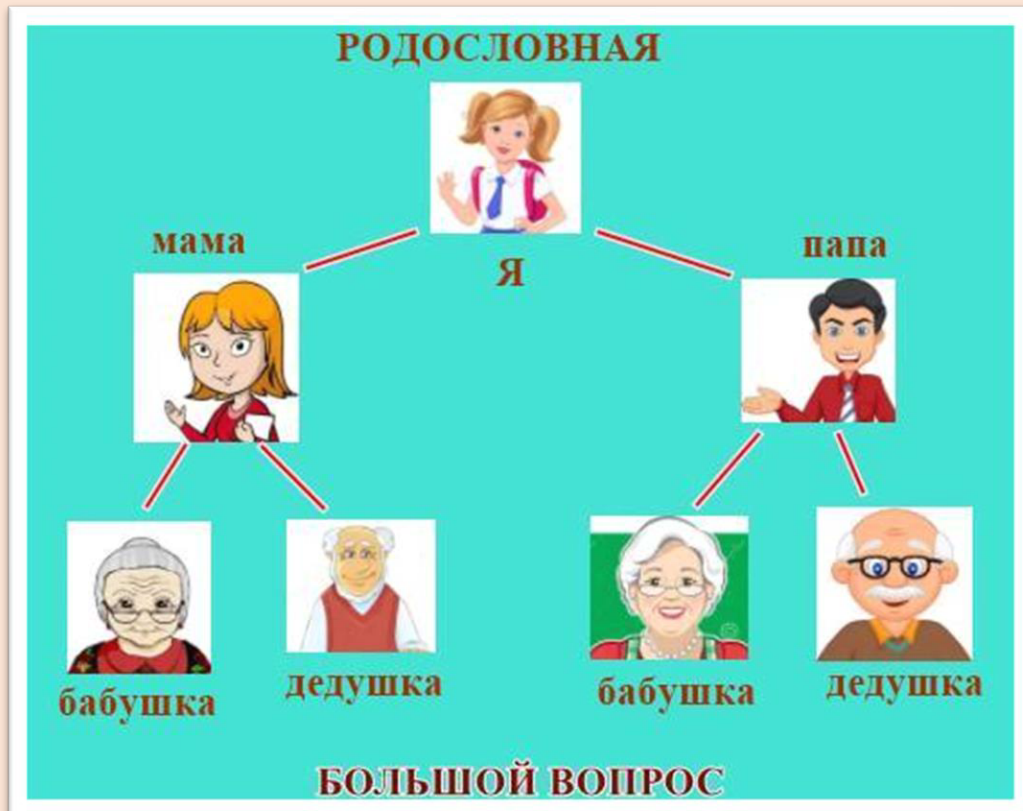 РОДОСЛОВНАЯ
мама
папа
Я
бабушка
дедушка
бабушка
дедушка
БОЛЬШОЙ ВОПРОС